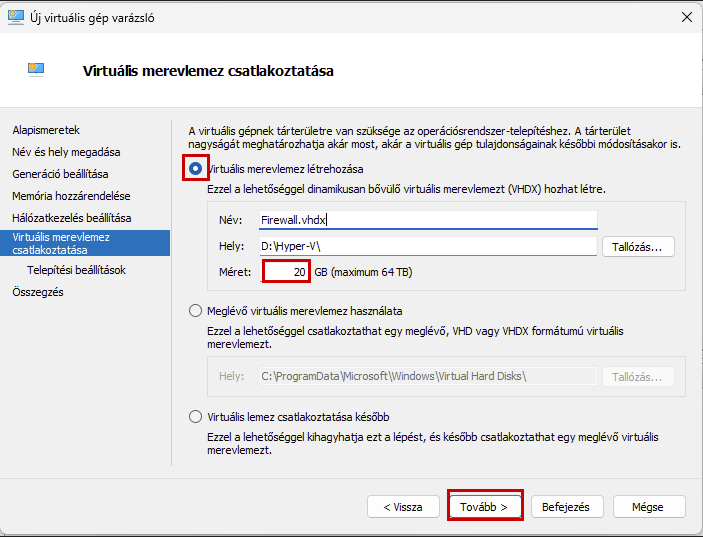 Új virtuális gép varázsló
Virtuális merevlemez csatlakoztatása
Alapismeretek
Név és hely megadása
Generáció beállítása
Memória hozzárendelése
Hálózatkezelés beállítása
Virtuális merevlemez
csatlakoztatása
Telepítési beállítások
Összegzés
A virtuális gépnek tárterületre van szüksége az operációsrendszer-telepítéshez. A tárterület
nagyságát meghatározhatja akár most, akár a virtuális gép tulajdonságainak későbbi módosításakor is.
Virtuális merevlemez létrehozása
Ezzel a lehetőséggel dinamikusan bővülő virtuális merevlemezt (VHDX) hozhat létre.
Név: Firewall.vhdx
Hely: D:\Hyper-V\ Tallózás...
Méret: 20 GB (maximum 64 TB)
Meglévő virtuális merevlemez használata
Ezzel a lehetőséggel csatlakoztathat egy meglévő, VHD vagy VHDX formátumú virtuális
merevlemezt.
Hely: C:\ProgramData\Microsoft\Windows\Virtual Hard Disks\ Tallózás...
Virtuális lemez csatlakoztatása később
Ezzel a lehetőséggel kihagyhatja ezt a lépést, és később csatlakoztathat egy meglévő virtuális
merevlemezt.
< Vissza Tovább > Befejezés Mégse